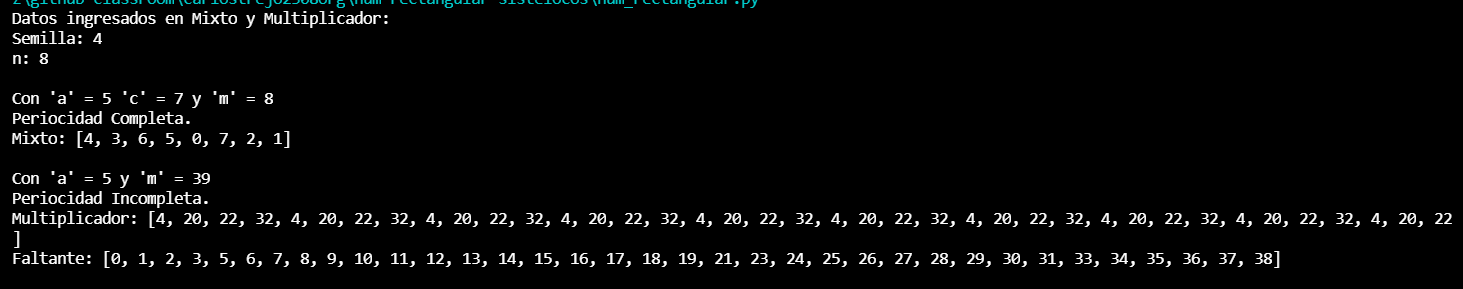 Datos ingresados en Mixto y Multiplicador:
Semilla: 4
n: 8
Con 'a' = 5 'c' = 7 y 'm' = 8
Periocidad Completa.
Mixto: [4, 3, 6, 5, 0, 7, 2, 1]
Con 'a' = 5 y 'm' = 39
Periocidad Incompleta.
Multiplicador: [4, 20, 22, 32, 4, 20, 22, 32, 4, 20, 22, 32, 4, 20, 22, 32, 4, 20, 22, 32, 4, 20, 22, 32, 4, 20, 22, 32, 4, 20, 22, 32, 4, 20, 22, 32, 4, 20, 22
]
Faltante: [0, 1, 2, 3, 5, 6, 7, 8, 9, 10, 11, 12, 13, 14, 15, 16, 17, 18, 19, 21, 23, 24, 25, 26, 27, 28, 29, 30, 31, 33, 34, 35, 36, 37, 38]